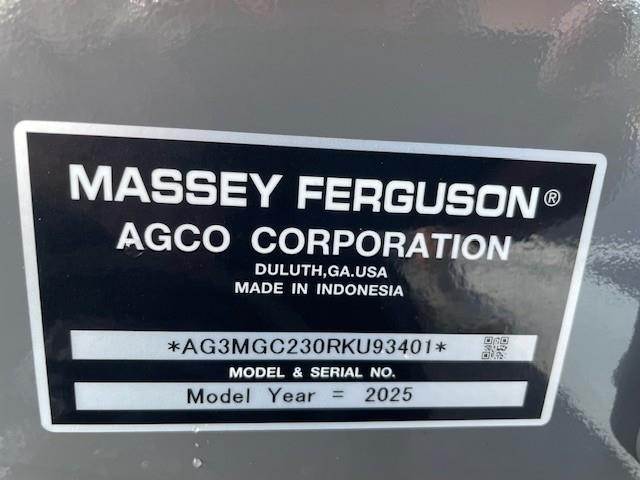 MASSEY FERGUSON®
AGCO CORPORATION
DULUTH,GA.USA
MADE IN INDONESIA
*AG3MGC230RKU93401*
MODEL & SERIAL NO.
Model Year = 2025